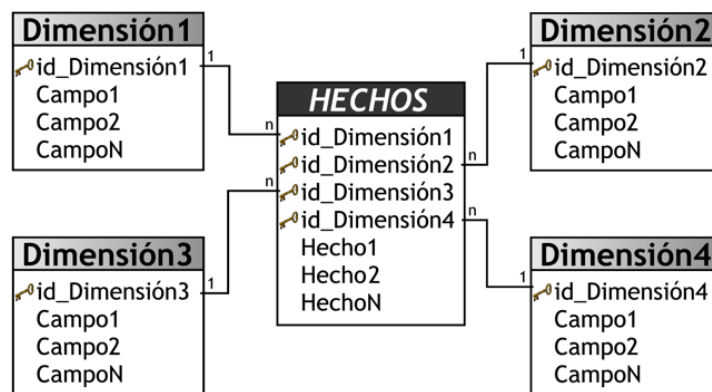 Dimensión1
id_Dimensión1
Campo1
Campo2
CampoN
1
Dimensión2
id_Dimensión2
Campo1
Campo2
CampoN
1
HECHOS
id_Dimensión1
id_Dimensión2
id_Dimensión3
id_Dimensión4
Hecho1
Hecho2
HechoN
n
n
n
n
Dimensión3
id_Dimensión3
Campo1
Campo2
CampoN
1
Dimensión4
id_Dimensión4
Campo1
Campo2
CampoN
1